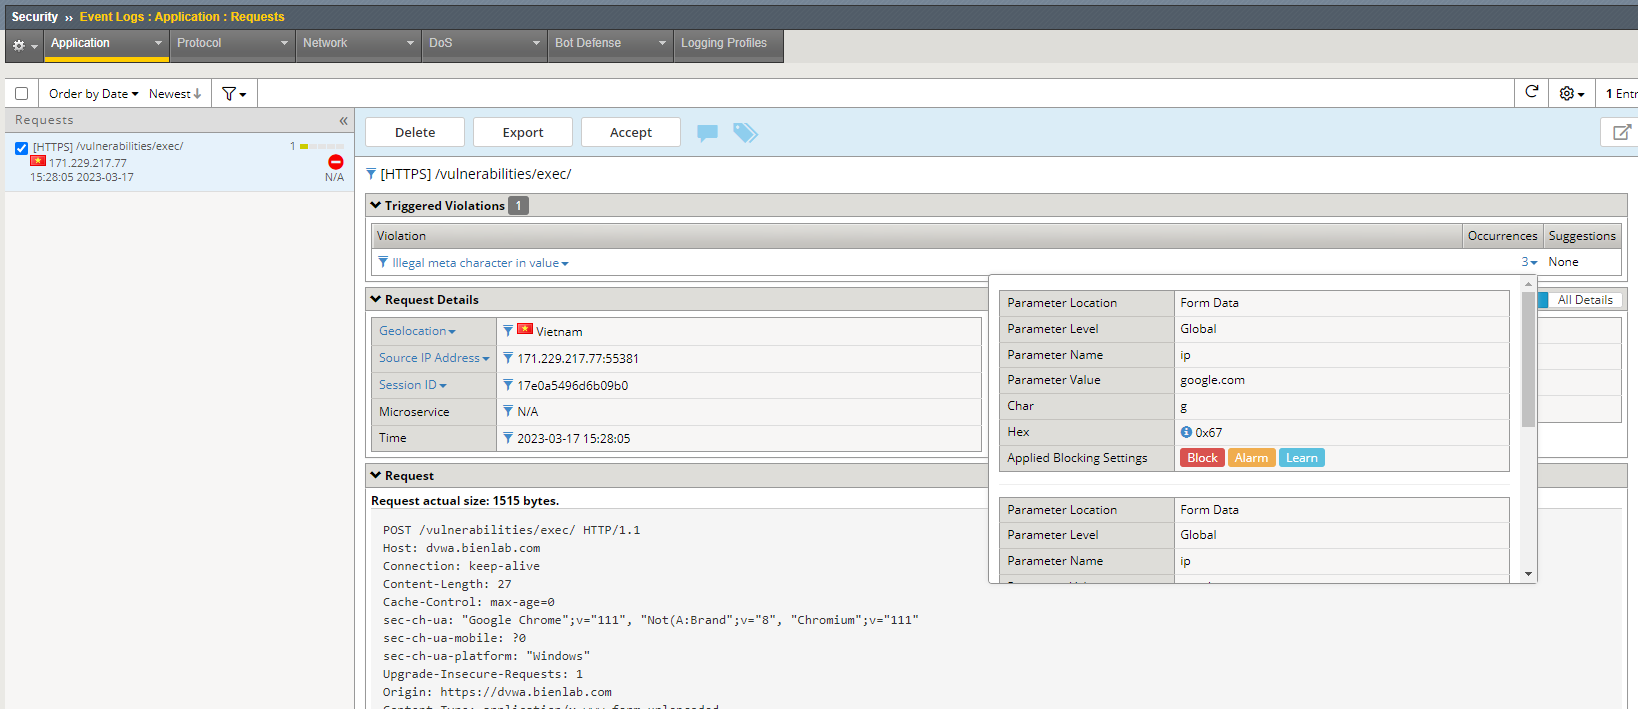 Security ›› Event Logs : Application : Requests
Application Protocol Network DoS Bot Defense Logging Profiles
Order by Date Newest 1 Entr
Requests «
[HTTPS] /vulnerabilities/exec/ 1
171.229.217.77
15:28:05 2023-03-17 N/A
Delete Export Accept
[HTTPS] /vulnerabilities/exec/
Triggered Violations 1
Violation Occurrences Suggestions
Illegal meta character in value 3 None
Request Details All Details
Geolocation Vietnam
Source IP Address 171.229.217.77:55381
Session ID 17e0a5496d6b09b0
Microservice N/A
Time 2023-03-17 15:28:05
Parameter Location Form Data
Parameter Level Global
Parameter Name ip
Parameter Value google.com
Char g
Hex 0x67
Applied Blocking Settings Block Alarm Learn
Parameter Location Form Data
Parameter Level Global
Parameter Name ip
Request
Request actual size: 1515 bytes.
POST /vulnerabilities/exec/ HTTP/1.1
Host: dvwa.bienlab.com
Connection: keep-alive
Content-Length: 27
Cache-Control: max-age=0
sec-ch-ua: "Google Chrome";v="111", "Not(A:Brand";v="8", "Chromium";v="111"
sec-ch-ua-mobile: ?0
sec-ch-ua-platform: "Windows"
Upgrade-Insecure-Requests: 1
Origin: https://dvwa.bienlab.com